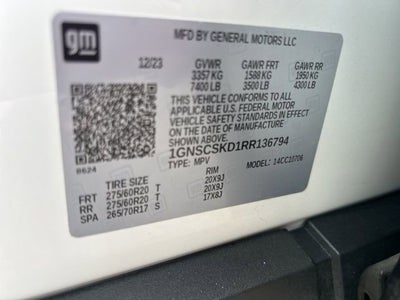 gm
MFD BY GENERAL MOTORS LLC
12/23 GVWR GAWR FRT GAWR RR
3357 KG 1588 KG 1950 KG
7400 LB 3500 LB 4300 LB
THIS VEHICLE CONFORMS TO ALL APPLICABLE U.S. FEDERAL MOTOR VEHICLE SAFETY STANDARDS IN EFFECT
ON THE DATE OF MANUFACTURE
SHOWN ABOVE.
1GNSCSKD1RR136794
TYPE: MPV MODEL: 14CC10706
8624
TIRE SIZE RIM
FRT 275/60R20 T 20X9J
RR 275/60R20 T 20X9J
SPA 265/70R17 S 17X8J